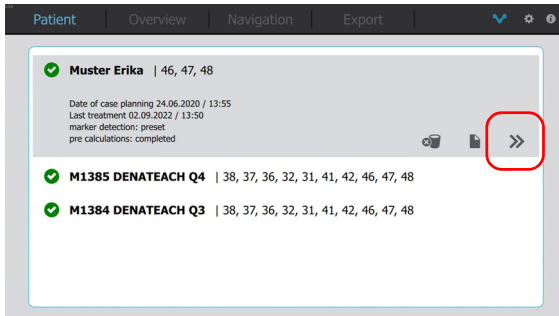 Patient Overview Navigation Export
Muster Erika | 46, 47, 48
Date of case planning 24.06.2020 / 13:55
Last treatment 02.09.2022 / 13:50
marker detection: preset
pre calculations: completed
M1385 DENATEACH Q4 | 38, 37, 36, 32, 31, 41, 42, 46, 47, 48
M1384 DENATEACH Q3 | 38, 37, 36, 32, 31, 41, 42, 46, 47, 48